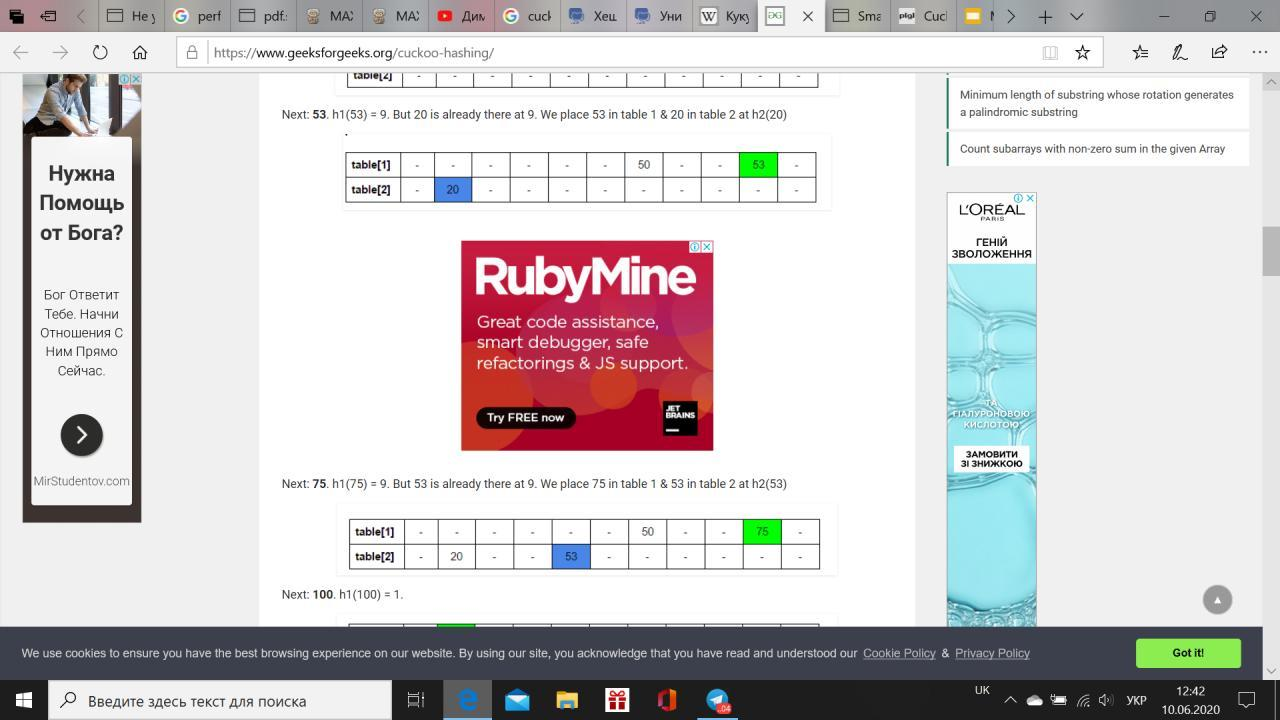 Не у
perf
pdf.
MAX
MAX
Дим
cuck
Хеш
Уни
Куку
Sma
Cuc
https://www.geeksforgeeks.org/cuckoo-hashing/
Нужна
Помощь
от Бога?
Бог Ответит
Тебе. Начни
Отношения С
Ним Прямо
Сейчас.
MirStudentov.com
table[2] - - - - - - - - - - -
Next: 53. h1(53) = 9. But 20 is already there at 9. We place 53 in table 1 & 20 in table 2 at h2(20)
table[1] - - - - - - 50 - - 53 -
table[2] - 20 - - - - - - - - -
RubyMine
Great code assistance,
smart debugger, safe
refactorings & JS support.
Try FREE now
JET
BRAINS
Next: 75. h1(75) = 9. But 53 is already there at 9. We place 75 in table 1 & 53 in table 2 at h2(53)
table[1] - - - - - - 50 - - 75 -
table[2] - 20 - - 53 - - - - - -
Next: 100. h1(100) = 1.
Minimum length of substring whose rotation generates
a palindromic substring
Count subarrays with non-zero sum in the given Array
L'ORÉAL
PARIS
ГЕНІЙ
ЗВОЛОЖЕННЯ
ТА
ГІАЛУРОНОВОЮ
КИСЛОТОЮ
ЗАМОВИТИ
ЗІ ЗНИЖКОЮ
We use cookies to ensure you have the best browsing experience on our website. By using our site, you acknowledge that you have read and understood our Cookie Policy & Privacy Policy
Got it!
Введите здесь текст для поиска
.04
UK
УКР
12:42
10.06.2020